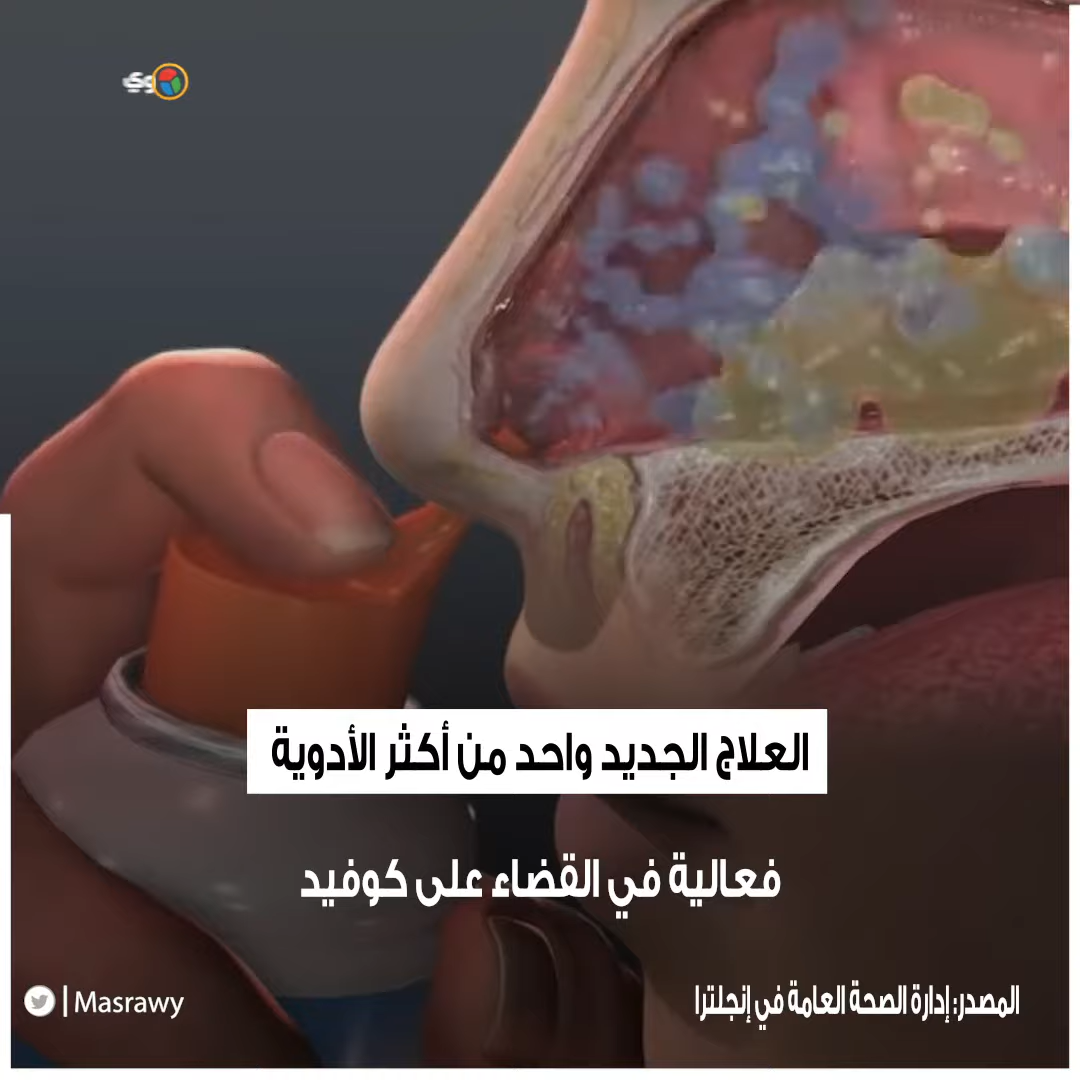 العلاج الجديد واحد من أكثر الأدوية
فعالية في القضاء على كوفيد
المصدر: إدارة الصحة العامة في إنجلترا
| Masrawy